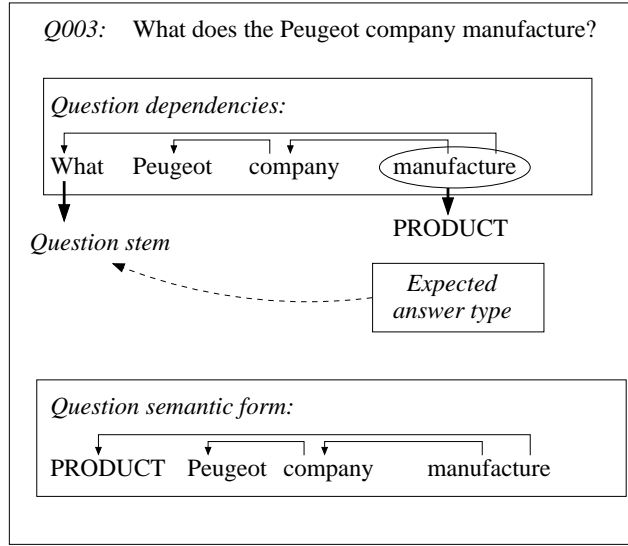 Q003: What does the Peugeot company manufacture?
Question dependencies:
What Peugeot company manufacture
PRODUCT
Question stem
Expected
answer type
Question semantic form:
PRODUCT Peugeot company manufacture